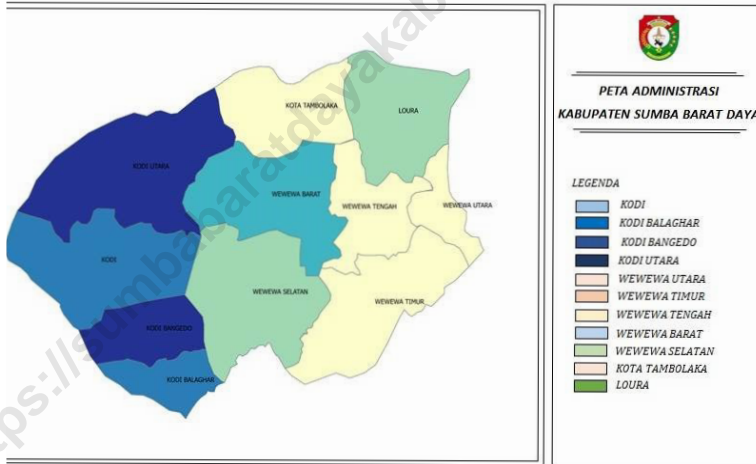 https://sumbabaratdayakab
KOTA TAMBOLAKA
LOURA
KODI UTARA
WEWEWA BARAT
WEWEWA TENGAH
WEWEWA UTARA
KODI
WEWEWA SELATAN
WEWEWA TIMUR
KODI BANGEDO
KODI BALAGHAR
PETA ADMINISTRASI
KABUPATEN SUMBA BARAT DAYA
LEGENDA
KODI
KODI BALAGHAR
KODI BANGEDO
KODI UTARA
WEWEWA UTARA
WEWEWA TIMUR
WEWEWA TENGAH
WEWEWA BARAT
WEWEWA SELATAN
KOTA TAMBOLAKA
LOURA